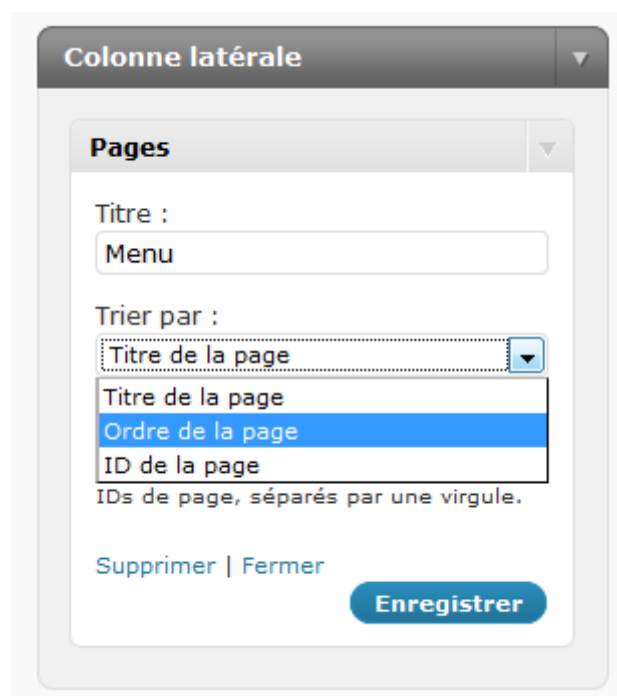 Colonne latérale
Pages
Titre :
Menu
Trier par :
Titre de la page
Titre de la page
Ordre de la page
ID de la page
IDs de page, séparés par une virgule.
Supprimer | Fermer
Enregistrer